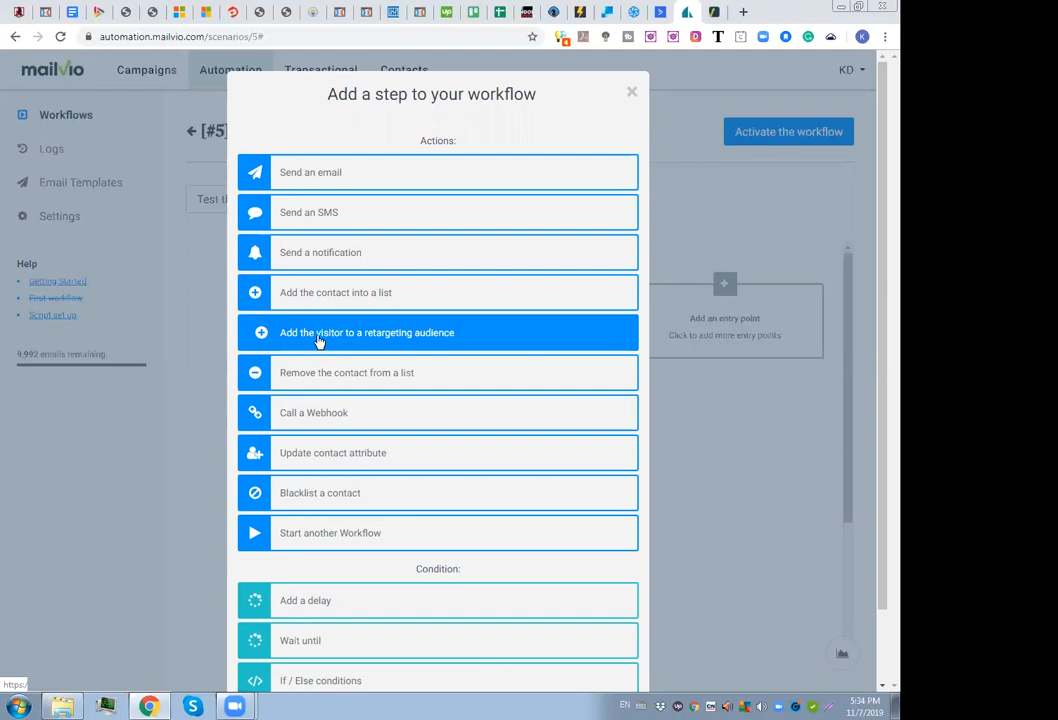 automation.mailvio.com/scenarios/5#
mailvio
Campaigns
Automation
Transactional
Contacts
KD
Add a step to your workflow
×
Workflows
Logs
Email Templates
Settings
Help
Getting Started
First workflow
Script set up
9,992 emails remaining
[#5]
Activate the workflow
Test th
Actions:
Send an email
Send an SMS
Send a notification
Add the contact into a list
Add the visitor to a retargeting audience
Remove the contact from a list
Call a Webhook
Update contact attribute
Blacklist a contact
Start another Workflow
Condition:
Add a delay
Wait until
If / Else conditions
Add an entry point
Click to add more entry points
https:/
EN
5:34 PM
11/7/2019